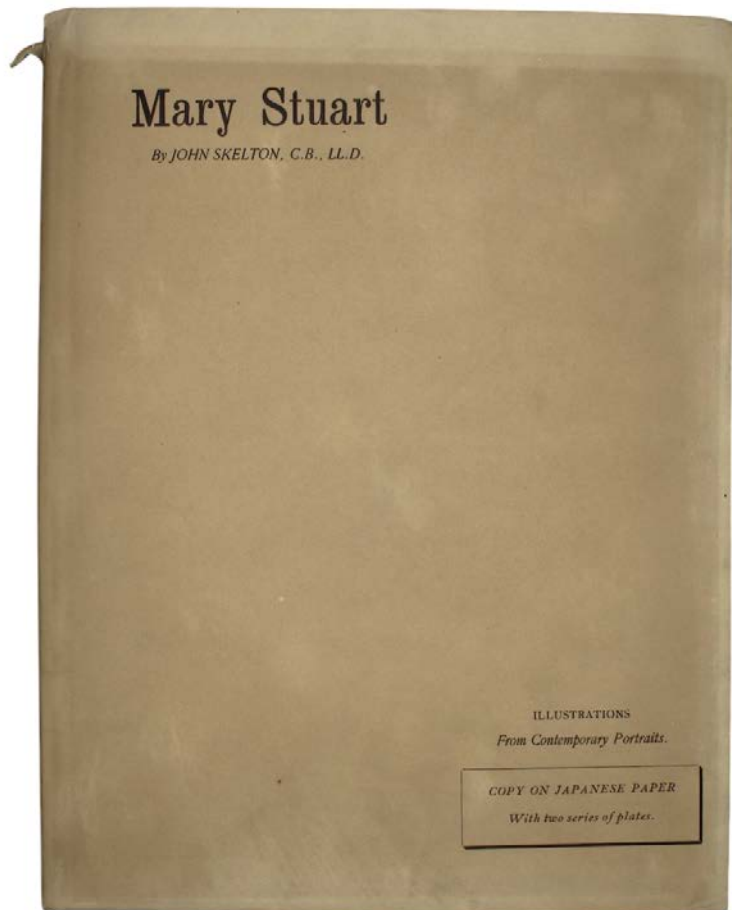 Mary Stuart
By JOHN SKELTON, C.B., LL.D.
ILLUSTRATIONS
From Contemporary Portraits.
COPY ON JAPANESE PAPER
With two series of plates.